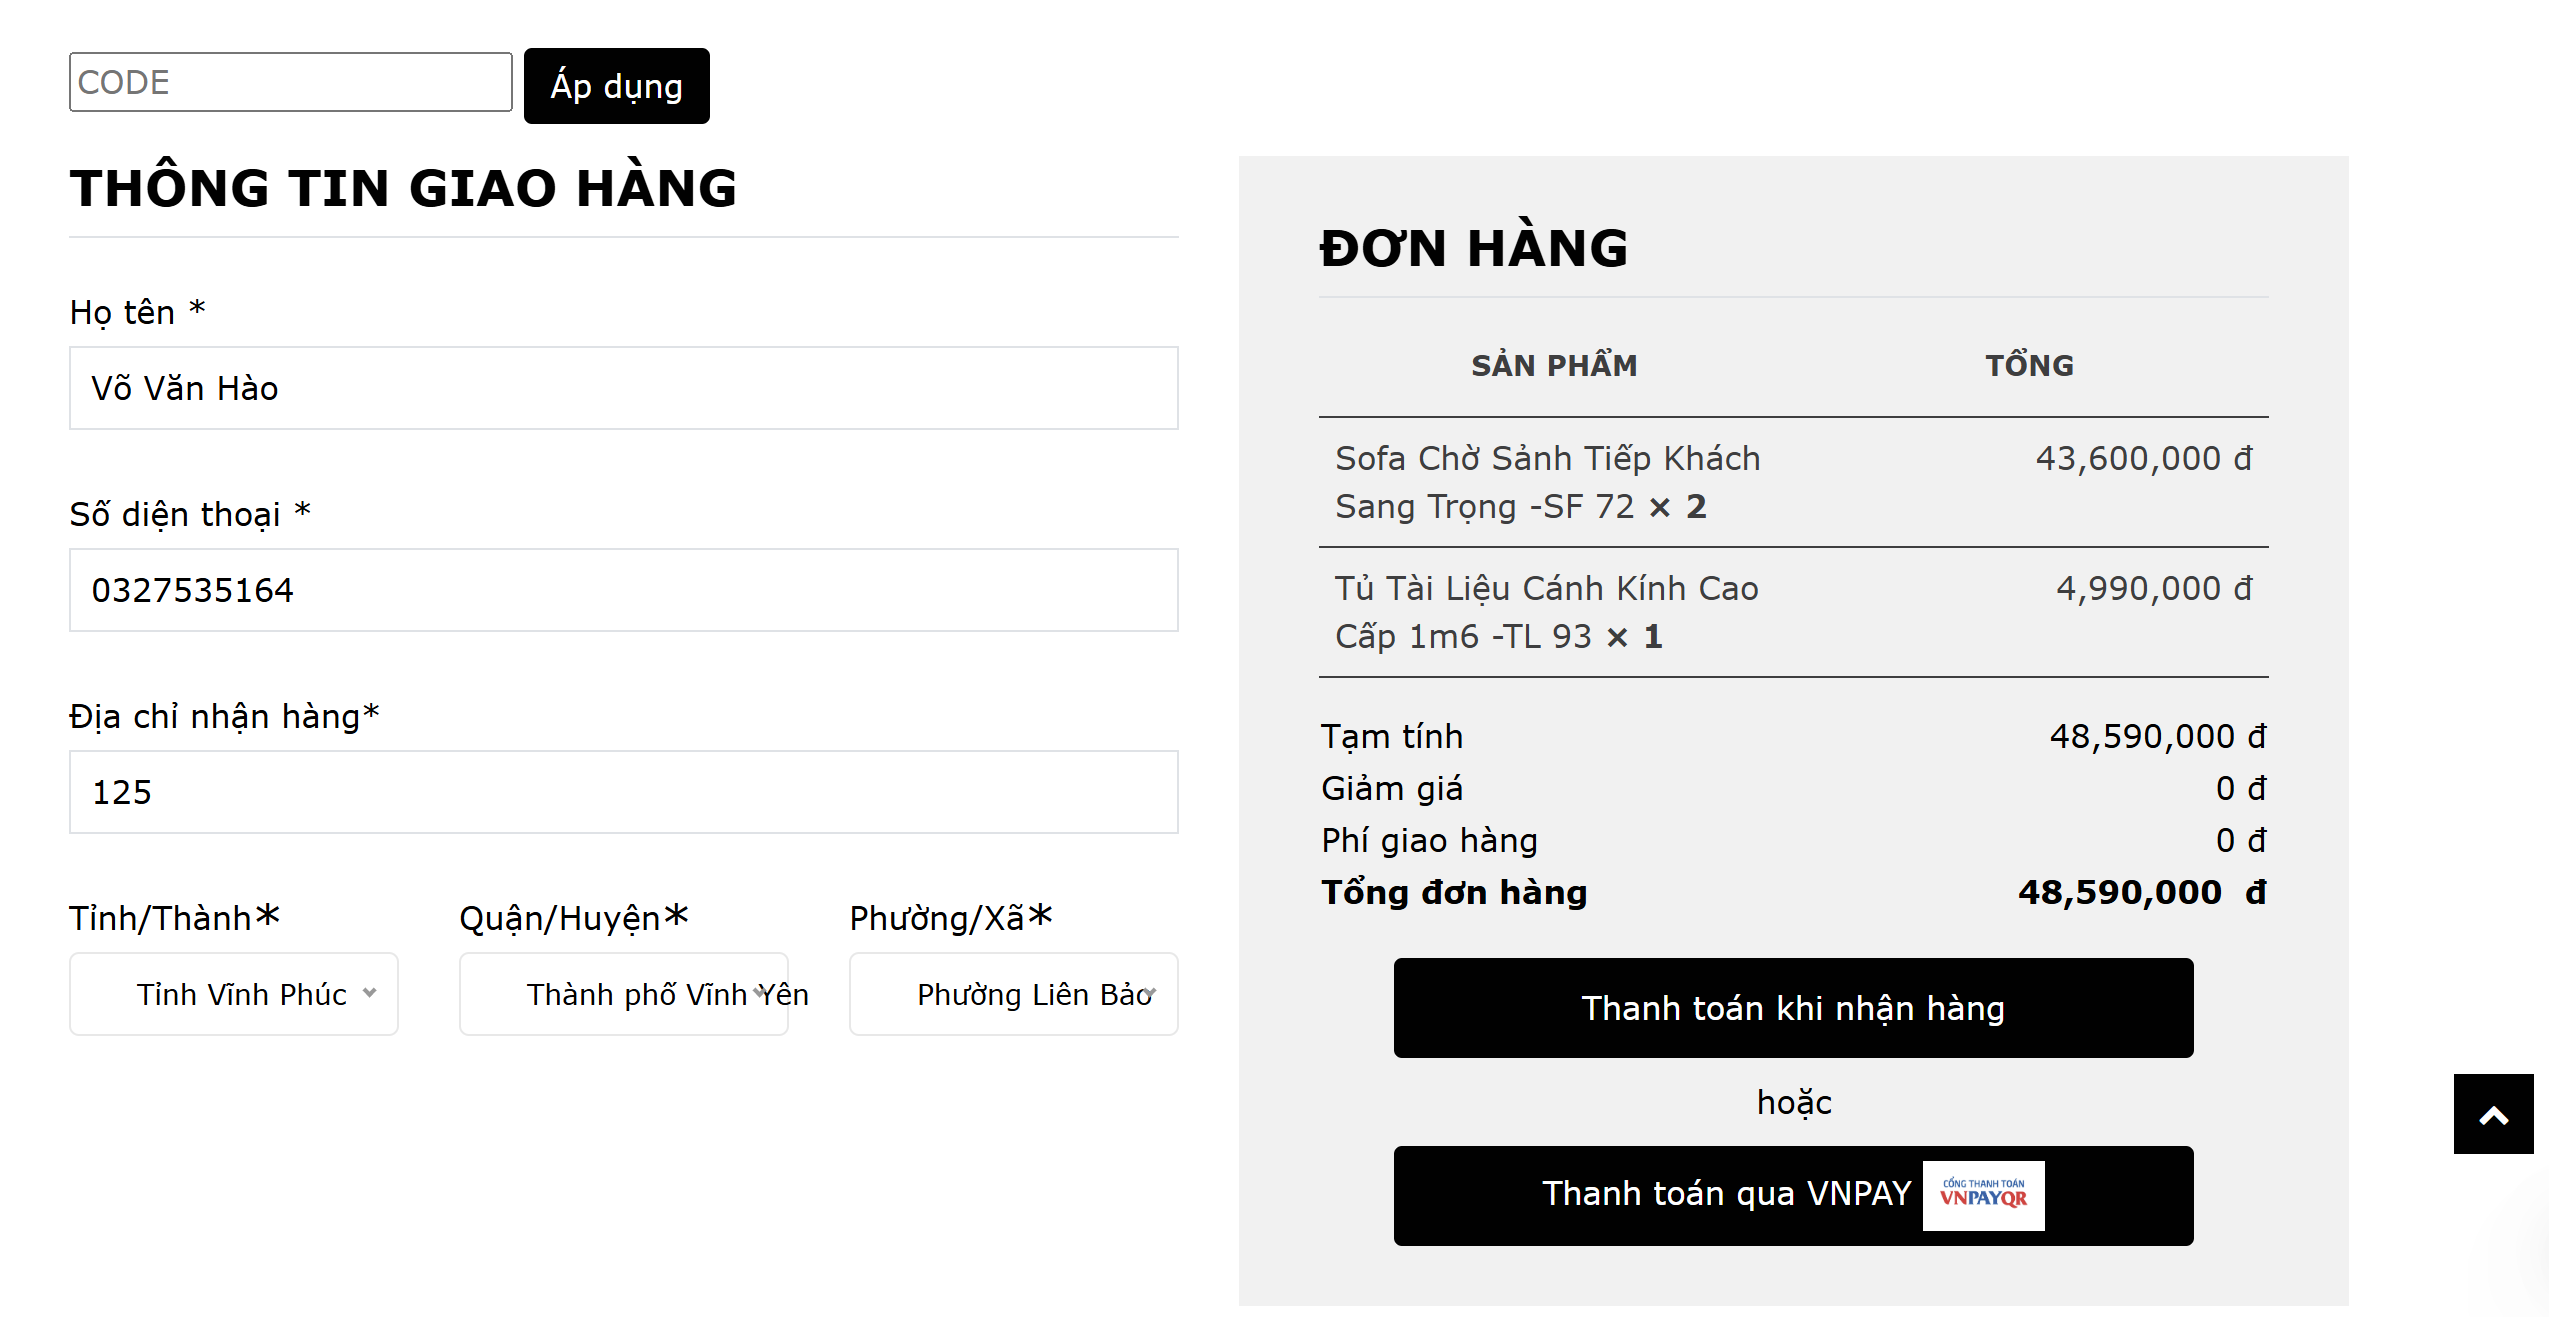 CODE
Áp dụng
THÔNG TIN GIAO HÀNG
Họ tên *
Võ Văn Hào
Số diện thoại *
0327535164
Địa chỉ nhận hàng*
125
Tỉnh/Thành* Quận/Huyện* Phường/Xã*
Tỉnh Vĩnh Phúc Thành phố Vĩnh Yên Phường Liên Bảo
ĐƠN HÀNG
SẢN PHẨM TỔNG
Sofa Chờ Sảnh Tiếp Khách 43,600,000 đ
Sang Trọng -SF 72 × 2
Tủ Tài Liệu Cánh Kính Cao 4,990,000 đ
Cấp 1m6 -TL 93 × 1
Tạm tính 48,590,000 đ
Giảm giá 0 đ
Phí giao hàng 0 đ
Tổng đơn hàng 48,590,000 đ
Thanh toán khi nhận hàng
hoặc
Thanh toán qua VNPAY
CỔNG THANH TOÁN
VNPAYQR